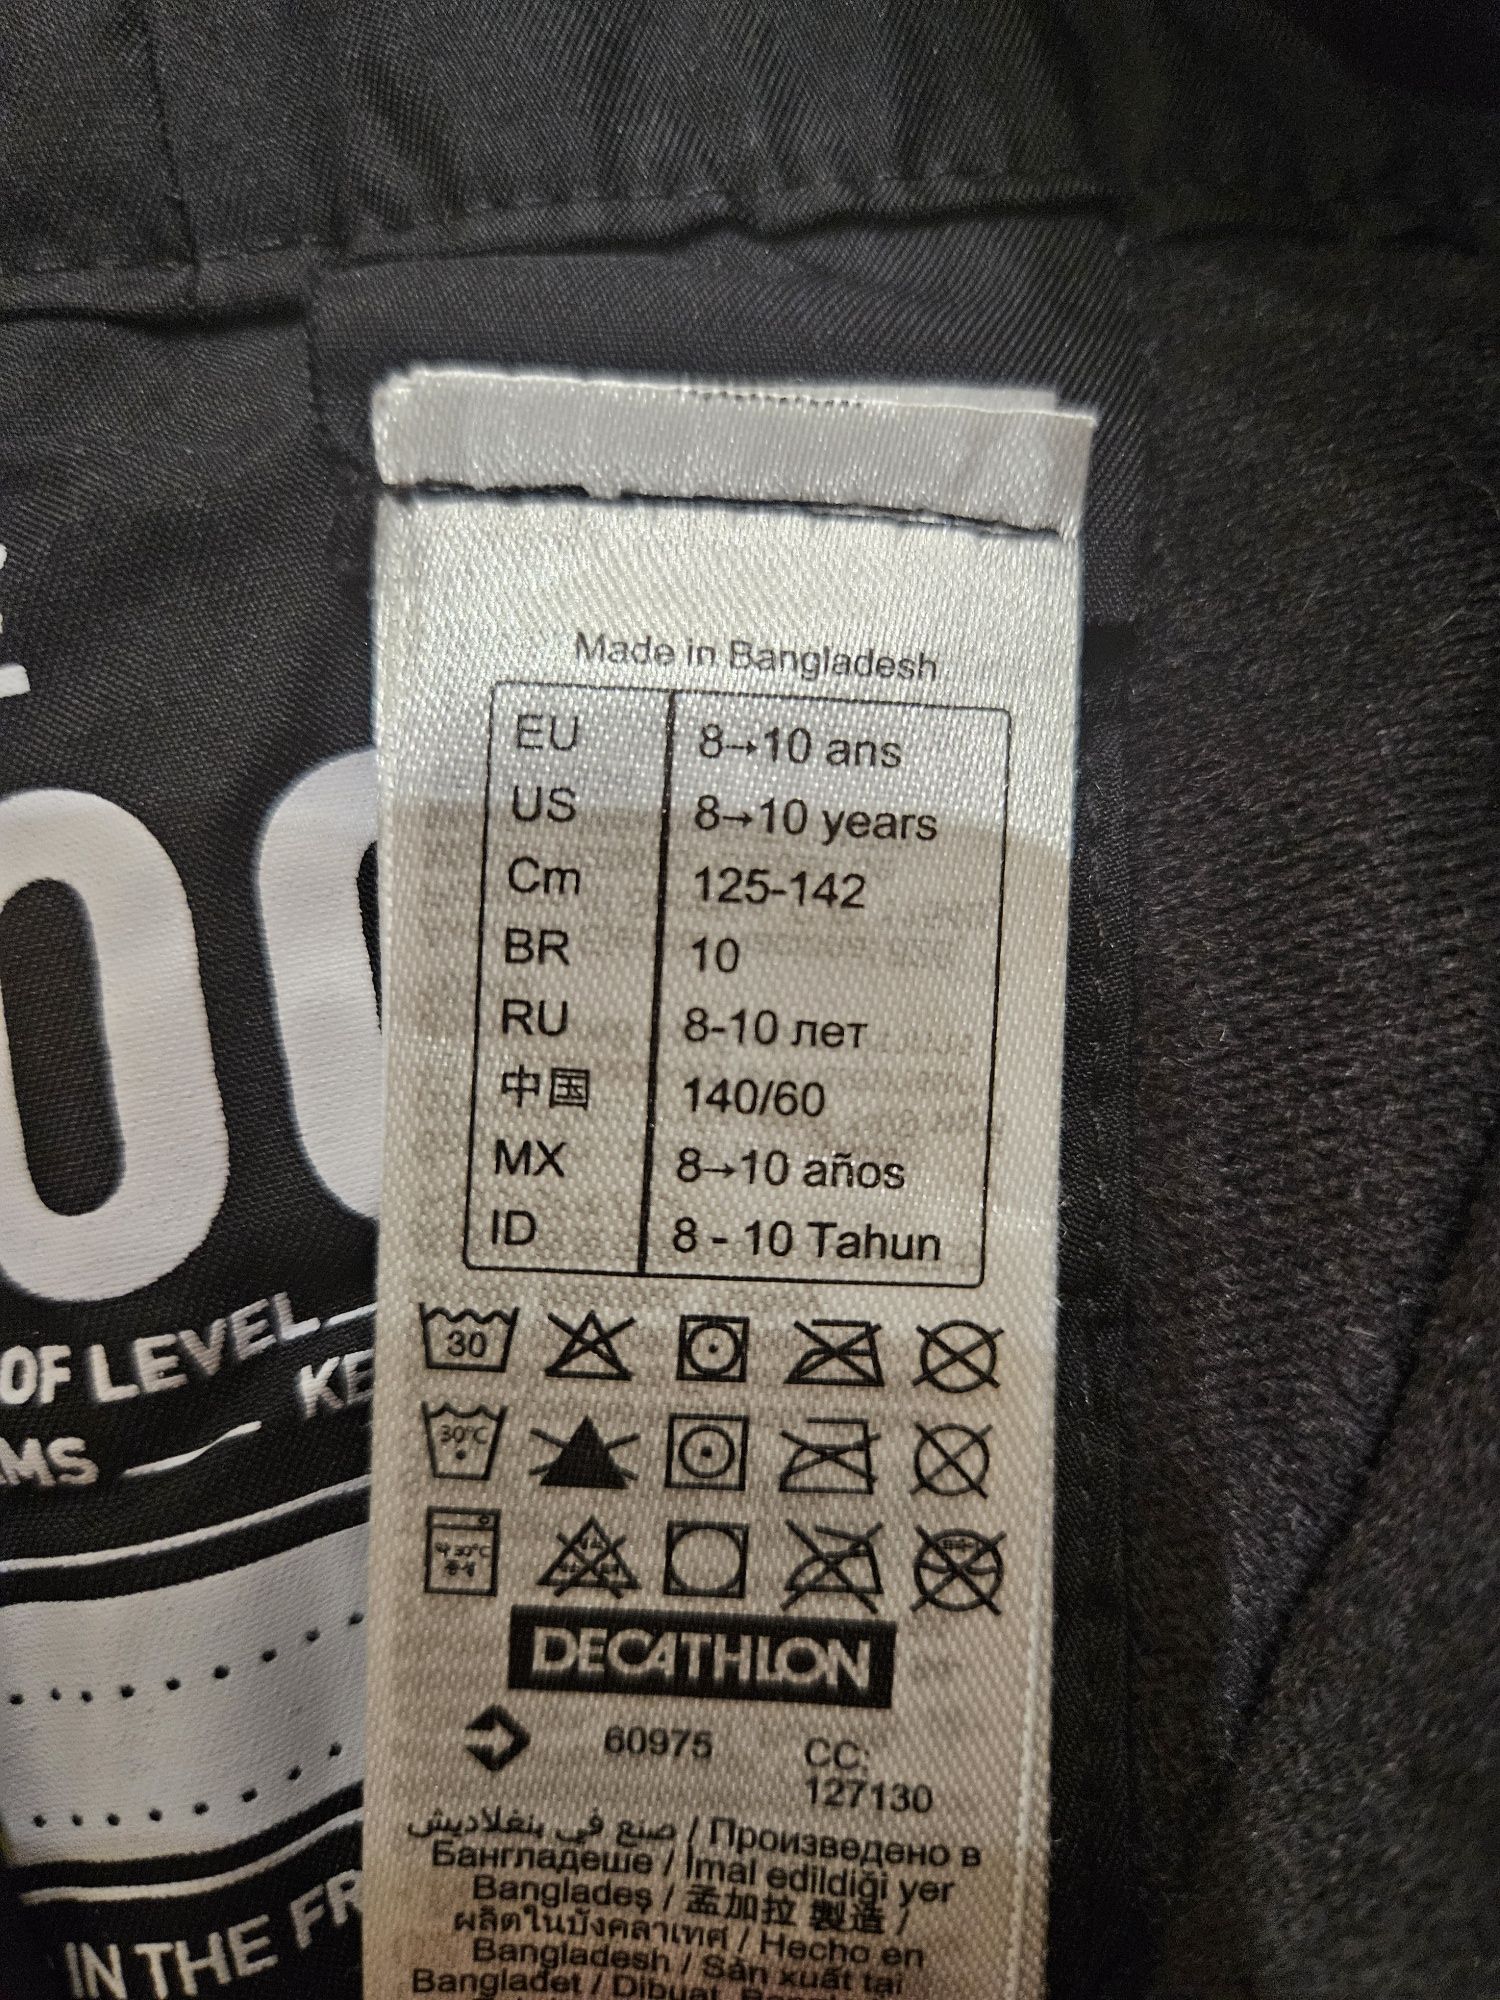 Made in Bangladesh
EU 8→10 ans
US 8→10 years
Cm 125-142
BR 10
RU 8-10 лет
中国 140/60
MX 8→10 años
ID 8 - 10 Tahun
30
30°C
30°C
DECATHLON
60975 CC:
127130
صنع في بنغلاديش / Произведено в
Бангладеше / İmal edildiği yer
Bangladeş / 孟加拉 製造 /
ผลิตในบังคลาเทศ / Hecho en
Bangladesh / Sản xuất tại
Bangladet / Dibuat
OF LEVEL
KE
AMS
IN THE FR